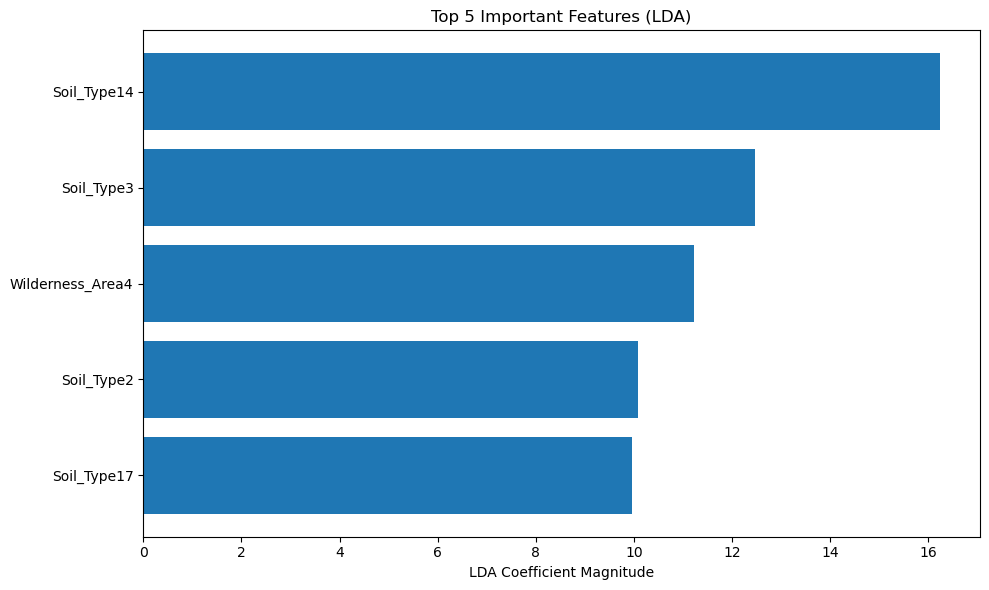 Top 5 Important Features (LDA)
Soil_Type14
Soil_Type3
Wilderness_Area4
Soil_Type2
Soil_Type17
0 2 4 6 8 10 12 14 16
LDA Coefficient Magnitude